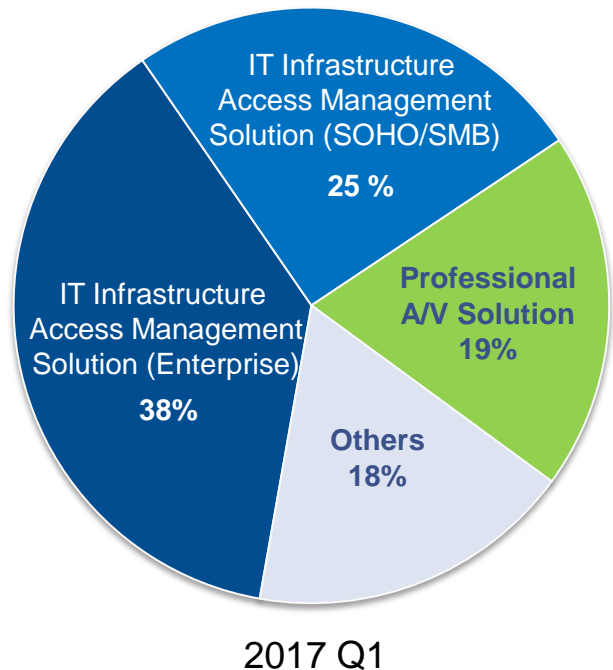 IT Infrastructure
Access Management
Solution (SOHO/SMB)
25 %
Professional
A/V Solution
19%
IT Infrastructure
Access Management
Solution (Enterprise)
38%
Others
18%
2017 Q1